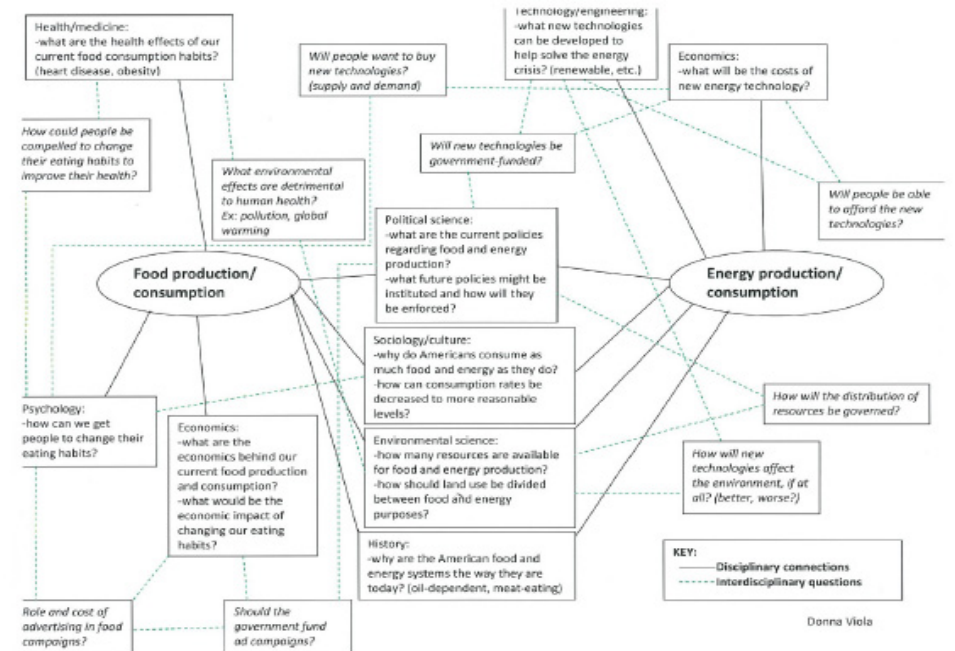 Health/medicine:
-what are the health effects of our
current food consumption habits?
(heart disease, obesity)
Will people want to buy
new technologies?
(supply and demand)
Technology/engineering:
-what new technologies
can be developed to
help solve the energy
crisis? (renewable, etc.)
Economics:
-what will be the costs of
new energy technology?
How could people be
compelled to change
their eating habits to
improve their health?
What environmental
effects are detrimental
to human health?
Ex: pollution, global
warming
Will new technologies be
government-funded?
Will people be able
to afford the new
technologies?
Political science:
-what are the current policies
regarding food and energy
production?
-what future policies might be
instituted and how will they
be enforced?
Food production/
consumption
Energy production/
consumption
Sociology/culture:
-why do Americans consume as
much food and energy as they do?
-how can consumption rates be
decreased to more reasonable
levels?
How will the distribution of
resources be governed?
Psychology:
-how can we get
people to change their
eating habits?
Economics:
-what are the
economics behind our
current food production
and consumption?
-what would be the
economic impact of
changing our eating
habits?
Environmental science:
-how many resources are available
for food and energy production?
-how should land use be divided
between food and energy
purposes?
How will new
technologies affect
the environment, if at
all? (better, worse?)
History:
-why are the American food and
energy systems the way they are
today? (oil-dependent, meat-eating)
KEY:
Disciplinary connections
Interdisciplinary questions
Role and cost of
advertising in food
campaigns?
Should the
government fund
ad campaigns?
Donna Viola